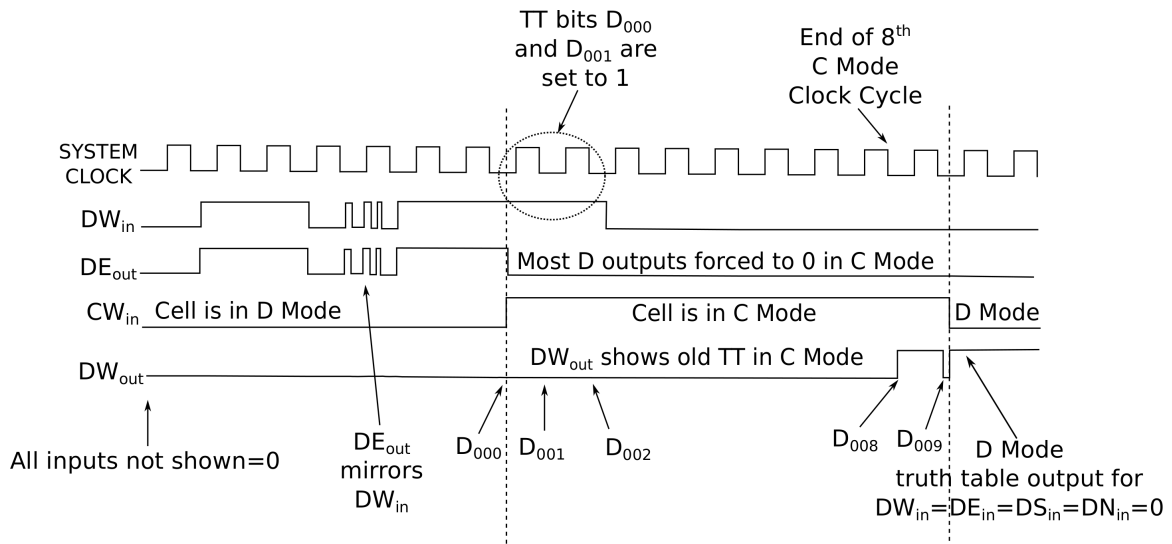 TT bits D000
and D001 are
set to 1
End of 8th
C Mode
Clock Cycle
SYSTEM
CLOCK
DWin
DEout
Most D outputs forced to 0 in C Mode
CWin
Cell is in D Mode
Cell is in C Mode
D Mode
DWout shows old TT in C Mode
DWout
All inputs not shown=0
DEout
mirrors
DWin
D000
D001
D002
D008
D009
D Mode
truth table output for
DWin=DEin=DSin=DNin=0